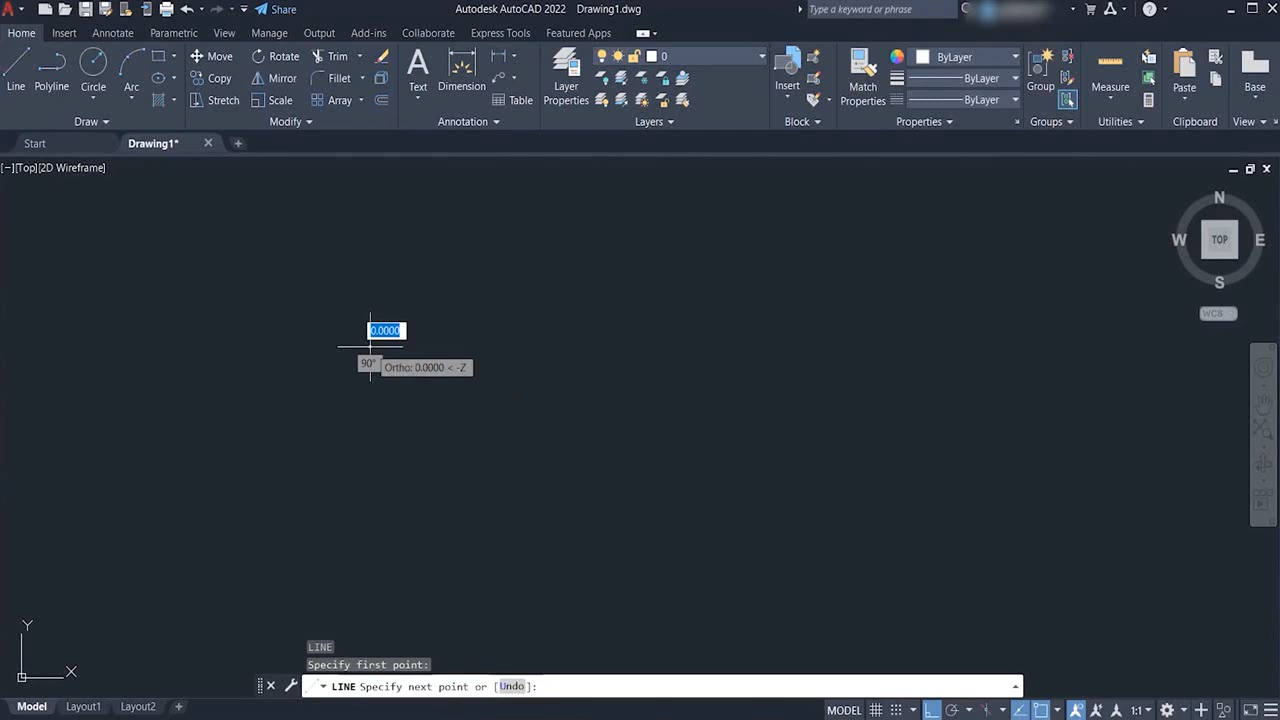 Autodesk AutoCAD 2022 Drawing1.dwg
Share
Type a keyword or phrase
Home Insert Annotate Parametric View Manage Output Add-ins Collaborate Express Tools Featured Apps
Line Polyline Circle Arc
Move Rotate Trim
Copy Mirror Fillet
Stretch Scale Array
Text Dimension Table
Layer Properties
0
Insert
Match Properties
ByLayer
ByLayer
ByLayer
Group
Measure
Paste
Base
Draw Modify Annotation Layers Block Properties Groups Utilities Clipboard View
Start Drawing1* +
[−][Top][2D Wireframe]
N
W TOP E
S
WCS
0.0000
90°
Ortho: 0.0000 < -Z
Y
X
LINE
Specify first point:
LINE Specify next point or [Undo]:
Model Layout1 Layout2 +
MODEL 1:1